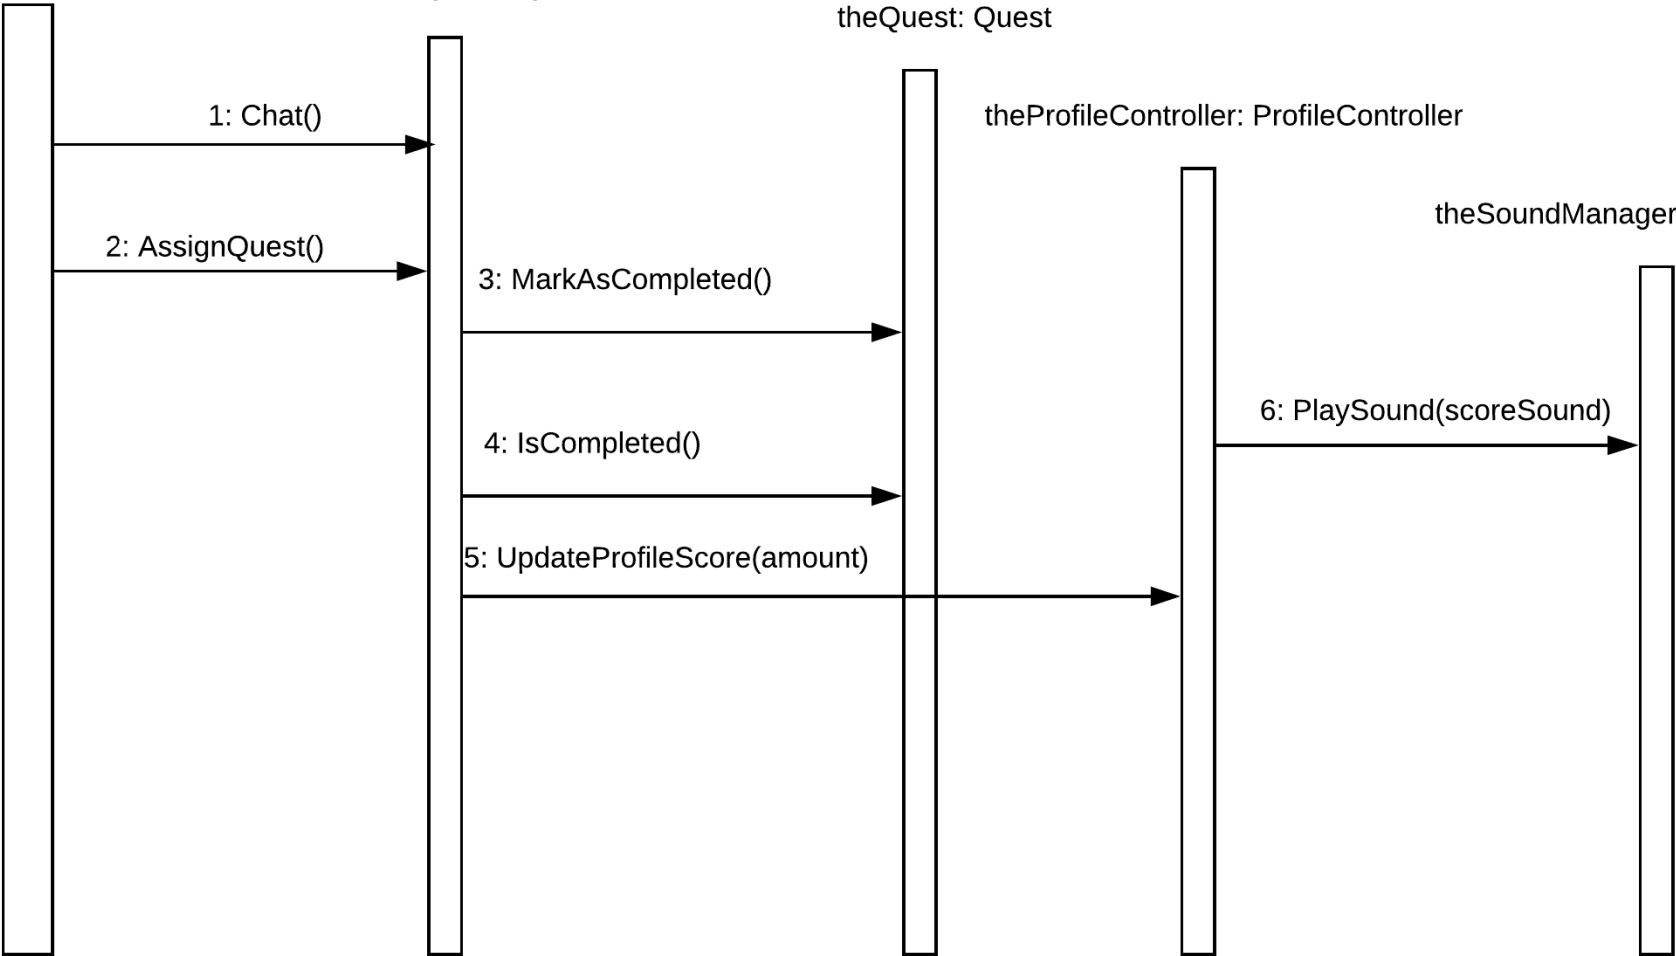 theQuest: Quest
1: Chat()
theProfileController: ProfileController
theSoundManager
2: AssignQuest()
3: MarkAsCompleted()
6: PlaySound(scoreSound)
4: IsCompleted()
5: UpdateProfileScore(amount)